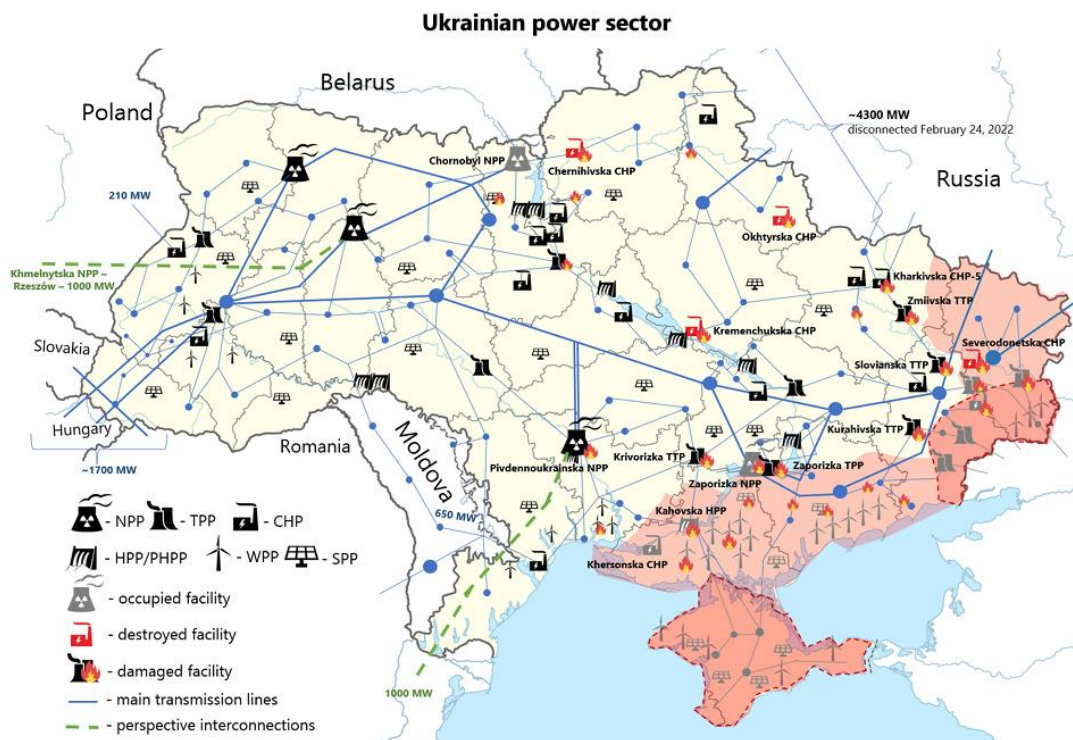 Ukrainian power sector
Belarus
Poland
~4300 MW
disconnected February 24, 2022
Chornobyl NPP
Chernihivska CHP
Russia
210 MW
Okhtyrska CHP
Khmelnytska NPP –
Rzeszów – 1000 MW
Kharkivska CHP-5
Zmiivska TTP
Kremenchukska CHP
Severodonetska CHP
Slovakia
Slovianska TTP
Hungary
Romania
Moldova
Kurahivska TTP
~1700 MW
Krivorizka TTP
Pivdennoukrainska NPP
Zaporizka TPP
Zaporizka NPP
Kahovka HPP
650 MW
- NPP
- TPP
- CHP
- HPP/PHPP
- WPP
- SPP
Khersonska CHP
- occupied facility
- destroyed facility
- damaged facility
1000 MW
- main transmission lines
- perspective interconnections